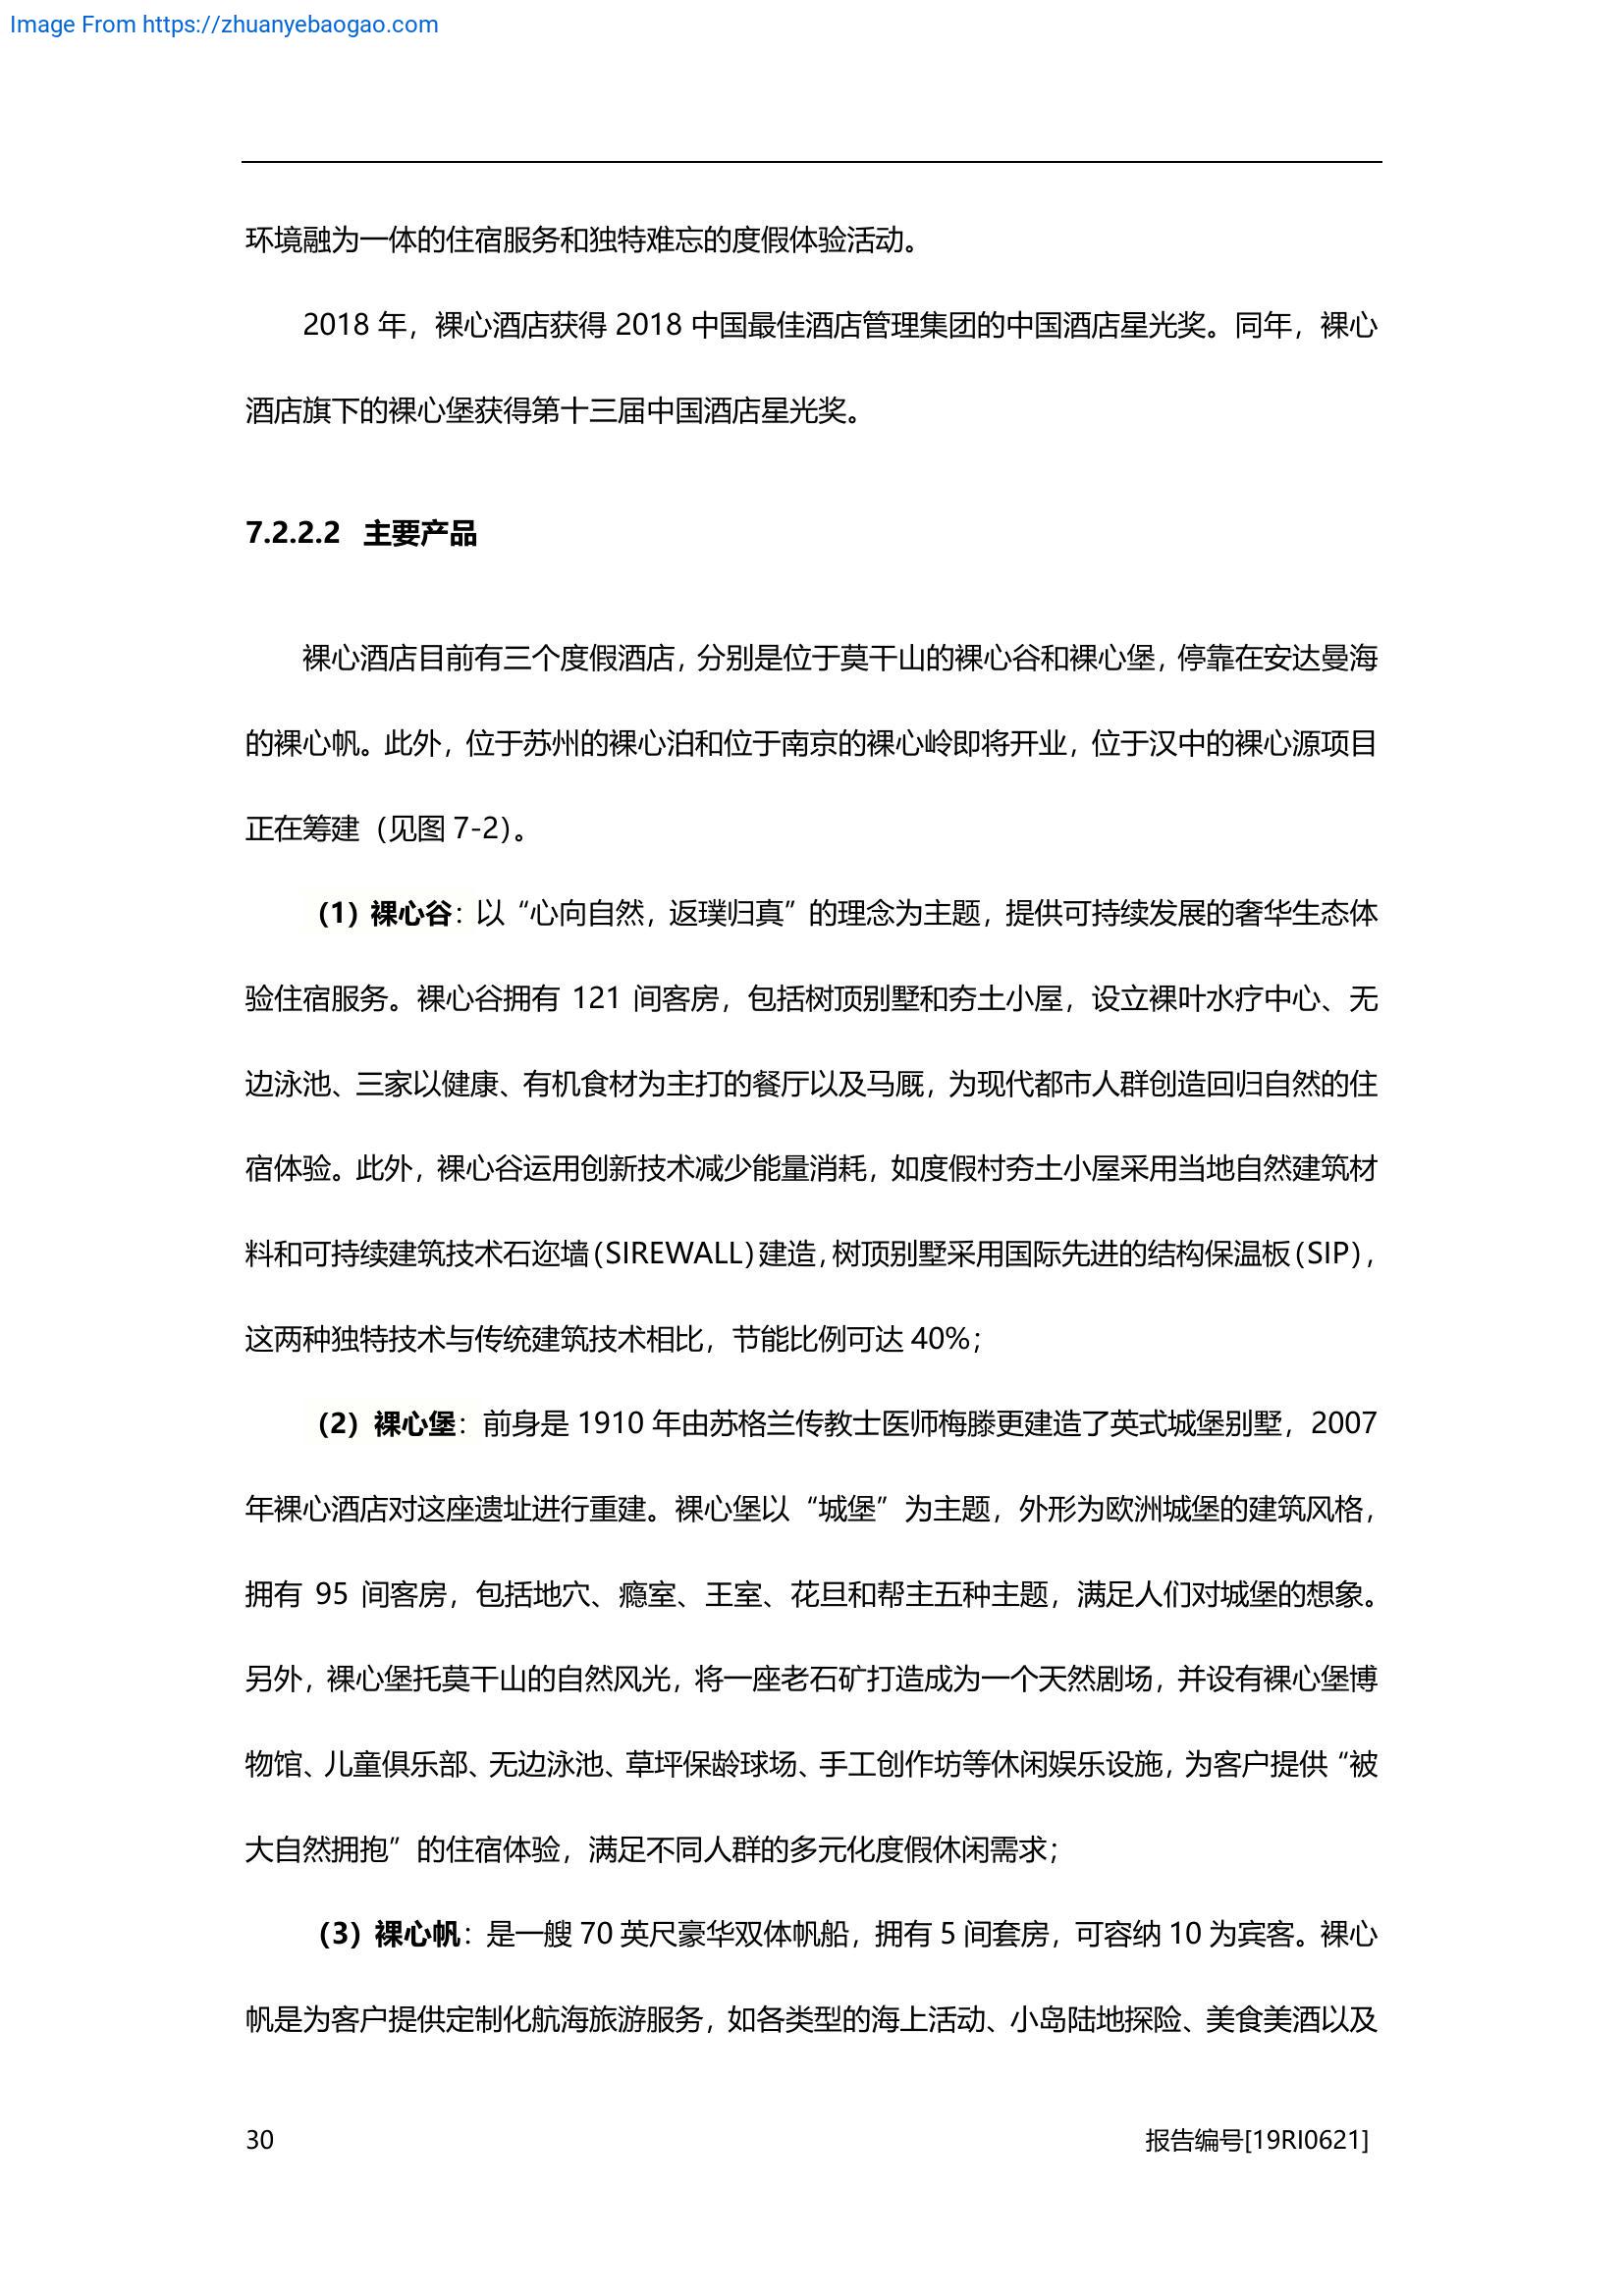 Image From https://zhuanyebaogao.com
环境融为一体的住宿服务和独特难忘的度假体验活动。
2018 年，裸心酒店获得 2018 中国最佳酒店管理集团的中国酒店星光奖。同年，裸心
酒店旗下的裸心堡获得第十三届中国酒店星光奖。
7.2.2.2 主要产品
裸心酒店目前有三个度假酒店，分别是位于莫干山的裸心谷和裸心堡，停靠在安达曼海
的裸心帆。此外，位于苏州的裸心泊和位于南京的裸心岭即将开业，位于汉中的裸心源项目
正在筹建（见图 7-2）。
（1）裸心谷：以“心向自然，返璞归真”的理念为主题，提供可持续发展的奢华生态体
验住宿服务。裸心谷拥有 121 间客房，包括树顶别墅和夯土小屋，设立裸叶水疗中心、无
边泳池、三家以健康、有机食材为主打的餐厅以及马厩，为现代都市人群创造回归自然的住
宿体验。此外，裸心谷运用创新技术减少能量消耗，如度假村夯土小屋采用当地自然建筑材
料和可持续建筑技术石迩墙（SIREWALL）建造，树顶别墅采用国际先进的结构保温板（SIP），
这两种独特技术与传统建筑技术相比，节能比例可达 40%；
（2）裸心堡：前身是 1910 年由苏格兰传教士医师梅滕更建造了英式城堡别墅，2007
年裸心酒店对这座遗址进行重建。裸心堡以“城堡”为主题，外形为欧洲城堡的建筑风格，
拥有 95 间客房，包括地穴、瘾室、王室、花旦和帮主五种主题，满足人们对城堡的想象。
另外，裸心堡托莫干山的自然风光，将一座老石矿打造成为一个天然剧场，并设有裸心堡博
物馆、儿童俱乐部、无边泳池、草坪保龄球场、手工创作坊等休闲娱乐设施，为客户提供“被
大自然拥抱”的住宿体验，满足不同人群的多元化度假休闲需求；
（3）裸心帆：是一艘 70 英尺豪华双体帆船，拥有 5 间套房，可容纳 10 为宾客。裸心
帆是为客户提供定制化航海旅游服务，如各类型的海上活动、小岛陆地探险、美食美酒以及
30 报告编号[19RI0621]